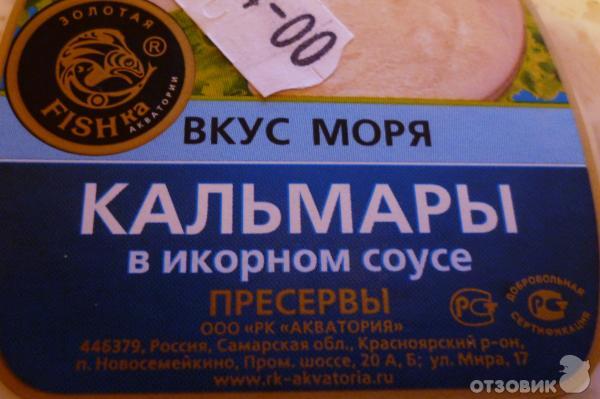 ЗОЛОТАЯ
FISHка
®
АКВАТОРИИ
-00
ВКУС МОРЯ
КАЛЬМАРЫ
в икорном соусе
ПРЕСЕРВЫ
ООО «РК «АКВАТОРИЯ»
446379, Россия, Самарская обл., Красноярский р-он,
п. Новосемейкино, Пром. шоссе, 20 А, Б; ул. Мира, 17
www.rk-akvatoria.ru
ДОБРОВОЛЬНАЯ
СЕРТИФИКАЦИЯ
ОТЗОВИК